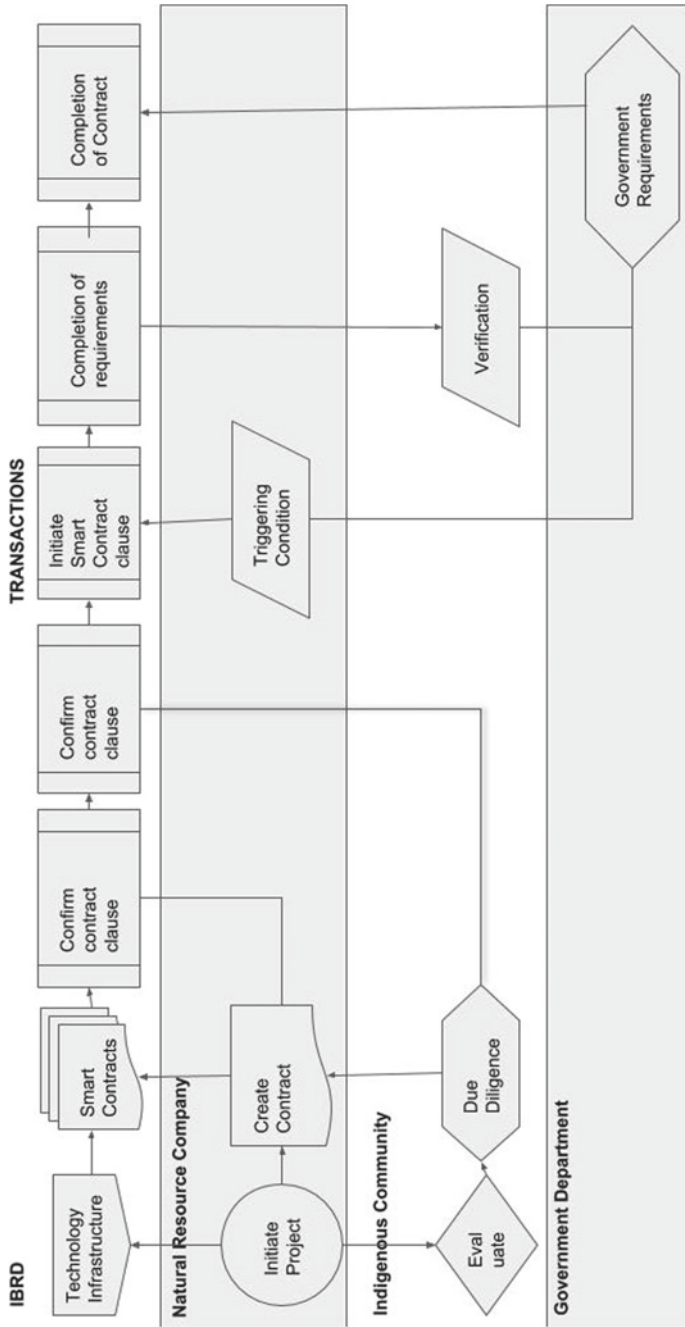 IBRD
TRANSACTIONS
Technology
Infrastructure
Smart
Contracts
Confirm
contract
clause
Confirm
contract
clause
Initiate
Smart
Contract
clause
Completion of
requirements
Completion
of Contract
Natural Resource Company
Initiate
Project
Create
Contract
Triggering
Condition
Indigenous Community
Eval
uate
Due
Diligence
Verification
Government Department
Government
Requirements